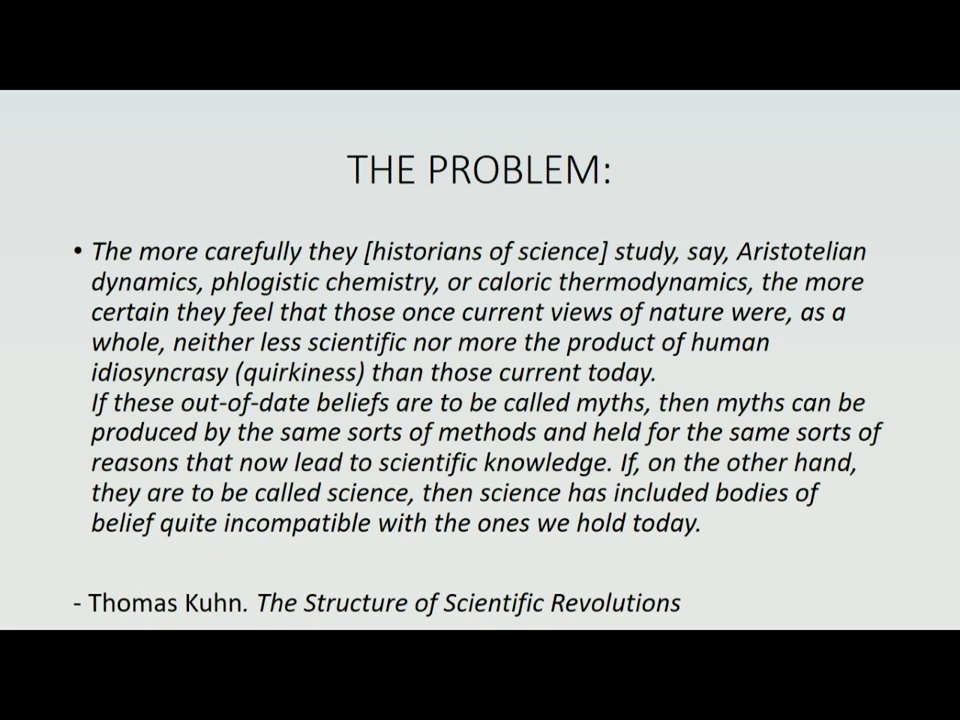 THE PROBLEM:
• The more carefully they [historians of science] study, say, Aristotelian
dynamics, phlogistic chemistry, or caloric thermodynamics, the more
certain they feel that those once current views of nature were, as a
whole, neither less scientific nor more the product of human
idiosyncrasy (quirkiness) than those current today.
If these out-of-date beliefs are to be called myths, then myths can be
produced by the same sorts of methods and held for the same sorts of
reasons that now lead to scientific knowledge. If, on the other hand,
they are to be called science, then science has included bodies of
belief quite incompatible with the ones we hold today.
- Thomas Kuhn. The Structure of Scientific Revolutions